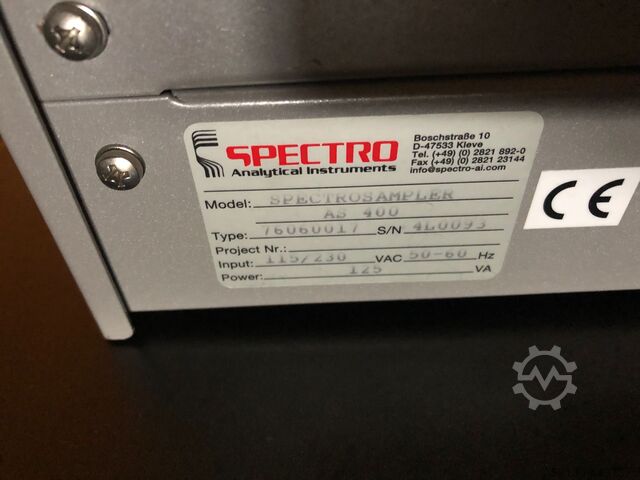 SPECTRO
Analytical Instruments
Boschstraße 10
D-47533 Kleve
Tel. (+49) (0) 2821 892-0
Fax (+49) (0) 2821 23144
info@spectro-ai.com
Model: SPECTROSAMPLER
AS 400
Type: 76060017 S/N 4L0093
Project Nr.:
Input: 115/230 VAC 50-60 Hz
Power: 125 VA
CE